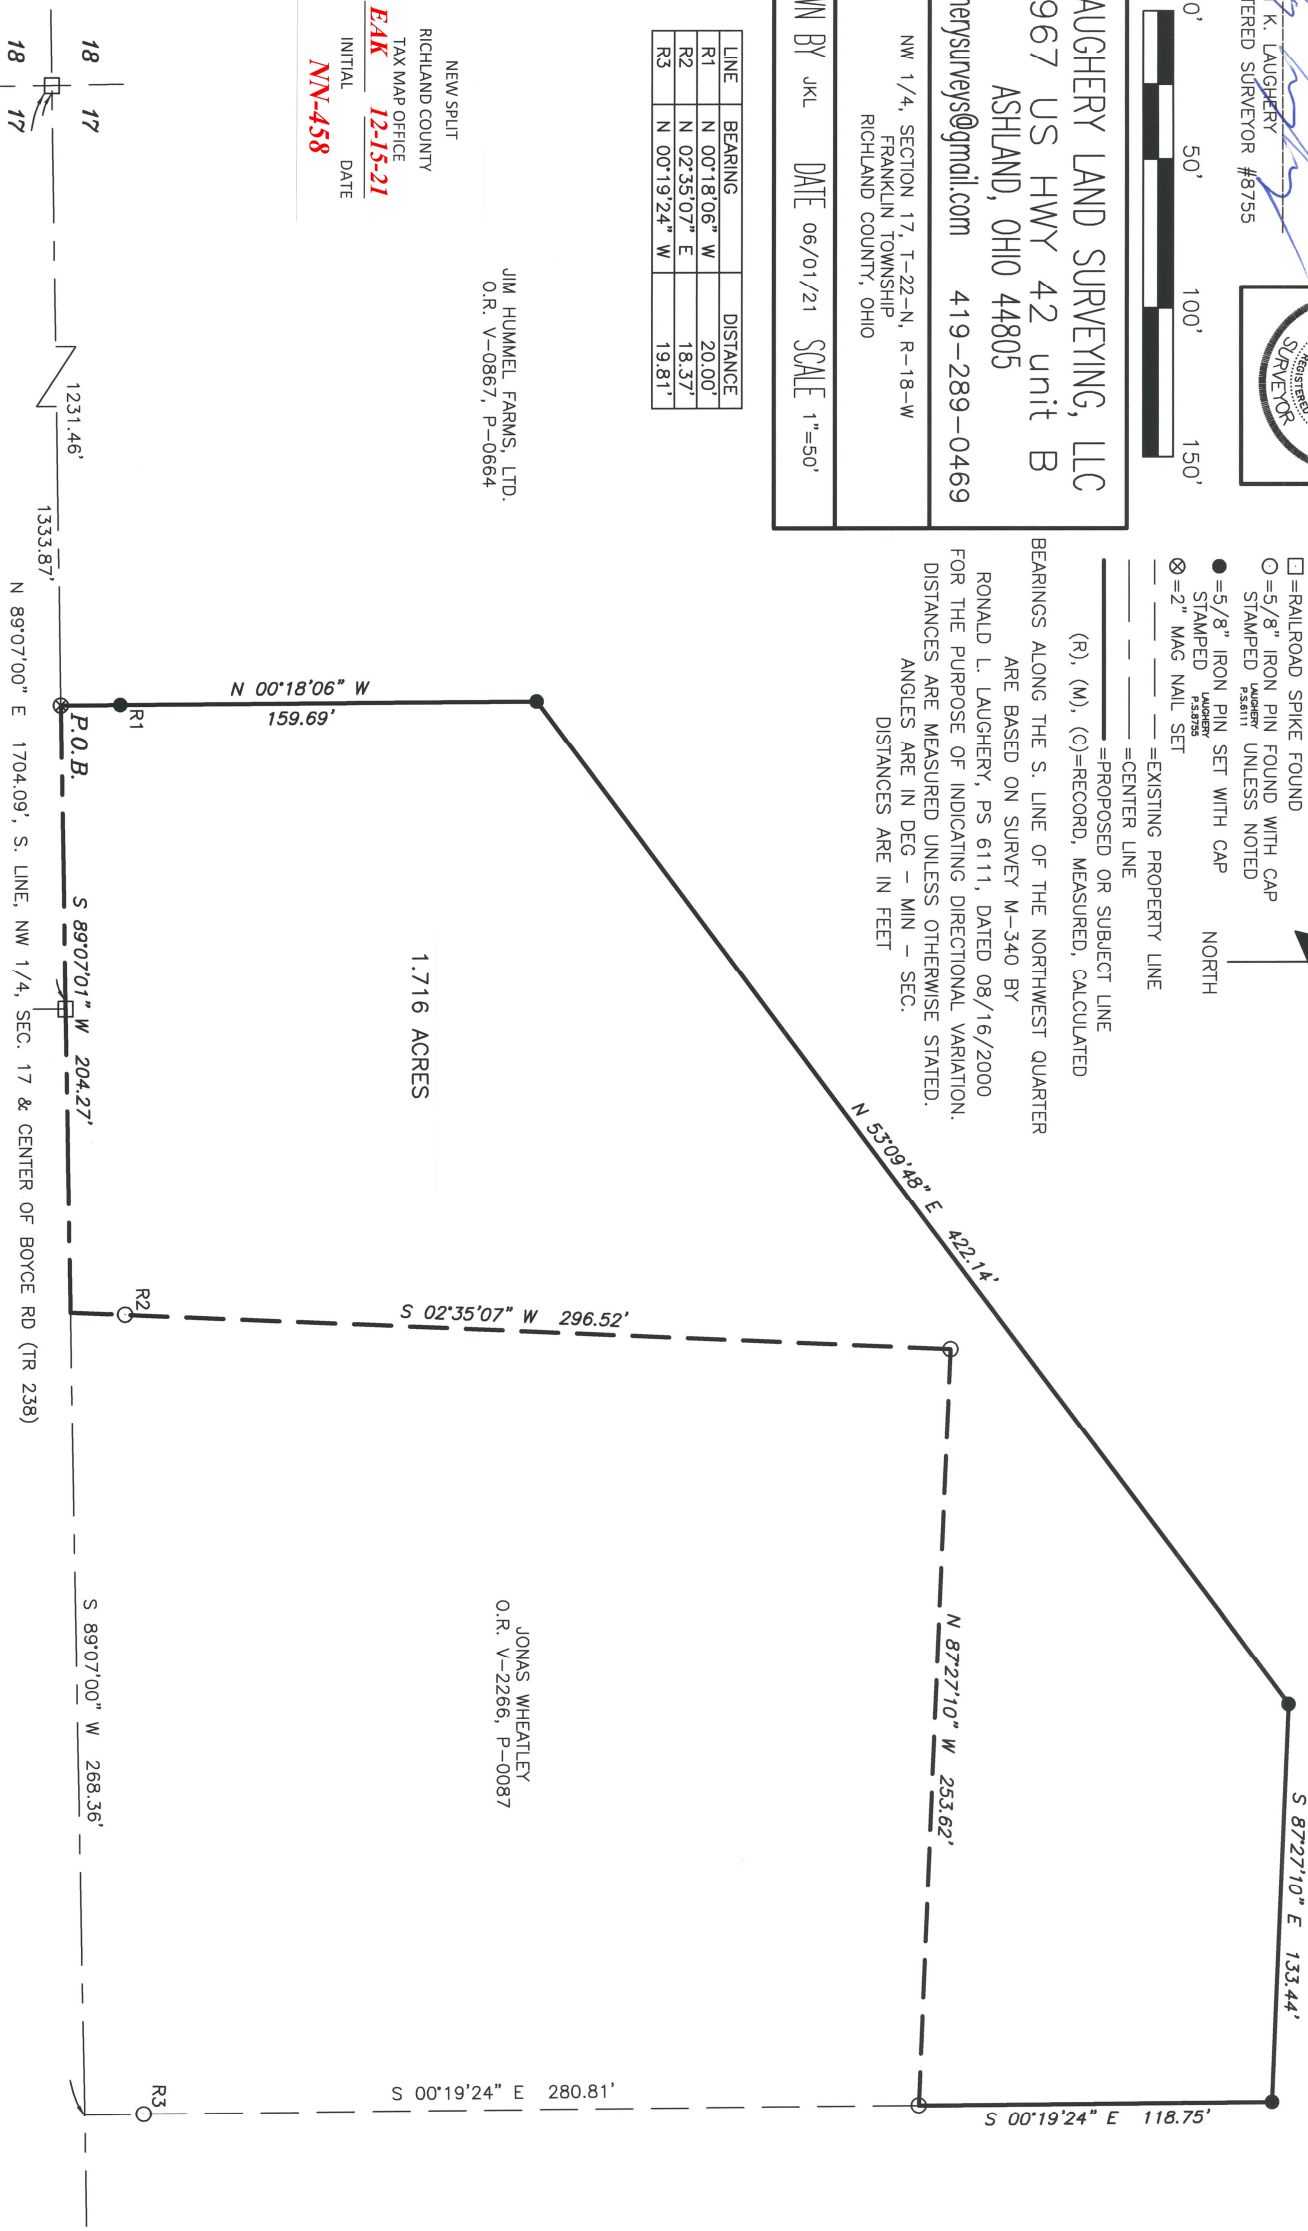 K. LAUGHERY
TERED SURVEYOR #8755
REGISTERED
SURVEYOR
0' 50' 100' 150'
AUGHERY LAND SURVEYING, LLC
967 US HWY 42 unit B
ASHLAND, OHIO 44805
herysurveys@gmail.com 419-289-0469
NW 1/4, SECTION 17, T-22-N, R-18-W
FRANKLIN TOWNSHIP
RICHLAND COUNTY, OHIO
WN BY JKL DATE 06/01/21 SCALE 1"=50'
□=RAILROAD SPIKE FOUND
○=5/8" IRON PIN FOUND WITH CAP
STAMPED LAUGHERY P.S.6111 UNLESS NOTED
●=5/8" IRON PIN SET WITH CAP
STAMPED LAUGHERY P.S.8755
⊗=2" MAG NAIL SET
=EXISTING PROPERTY LINE
=CENTER LINE
=PROPOSED OR SUBJECT LINE
(R), (M), (C)=RECORD, MEASURED, CALCULATED
NORTH
BEARINGS ALONG THE S. LINE OF THE NORTHWEST QUARTER
ARE BASED ON SURVEY M-340 BY
RONALD L. LAUGHERY, PS 6111, DATED 08/16/2000
FOR THE PURPOSE OF INDICATING DIRECTIONAL VARIATION.
DISTANCES ARE MEASURED UNLESS OTHERWISE STATED.
ANGLES ARE IN DEG - MIN - SEC.
DISTANCES ARE IN FEET
LINE BEARING DISTANCE
R1 N 00°18'06" W 20.00'
R2 N 02°35'07" E 18.37'
R3 N 00°19'24" W 19.81'
JIM HUMMEL FARMS, LTD.
O.R. V-0867, P-0664
NEW SPLIT
RICHLAND COUNTY
TAX MAP OFFICE
EAK 12-15-21
INITIAL DATE
NN-458
S 87°27'10" E 133.44'
N 53°09'48" E 422.14'
S 00°19'24" E 118.75'
N 87°27'10" W 253.62'
S 02°35'07" W 296.52'
N 00°18'06" W
159.69'
1.716 ACRES
JONAS WHEATLEY
O.R. V-2266, P-0087
S 00°19'24" E 280.81'
R1
R2
R3
P.O.B.
S 89°07'01" W 204.27'
S 89°07'00" W 268.36'
18 17
18 17
1231.46'
1333.87'
N 89°07'00" E 1704.09', S. LINE, NW 1/4, SEC. 17 & CENTER OF BOYCE RD (TR 238)